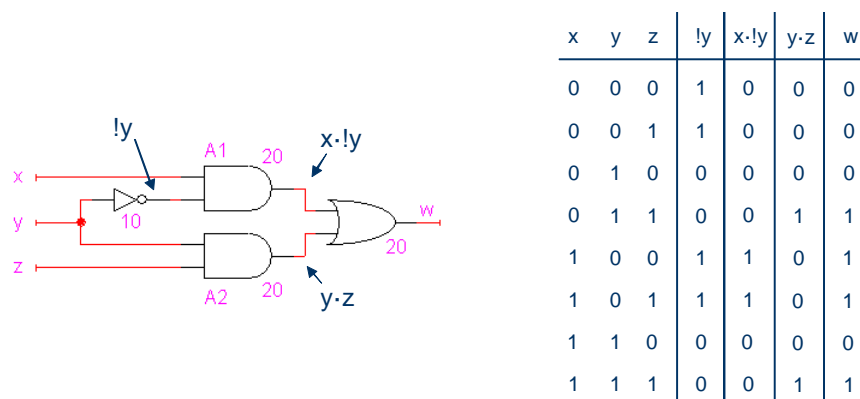 !y
A1 20
x·!y
x
y
10
w
20
z
A2 20
y·z
x y z !y x·!y y·z w
0 0 0 1 0 0 0
0 0 1 1 0 0 0
0 1 0 0 0 0 0
0 1 1 0 0 1 1
1 0 0 1 1 0 1
1 0 1 1 1 0 1
1 1 0 0 0 0 0
1 1 1 0 0 1 1